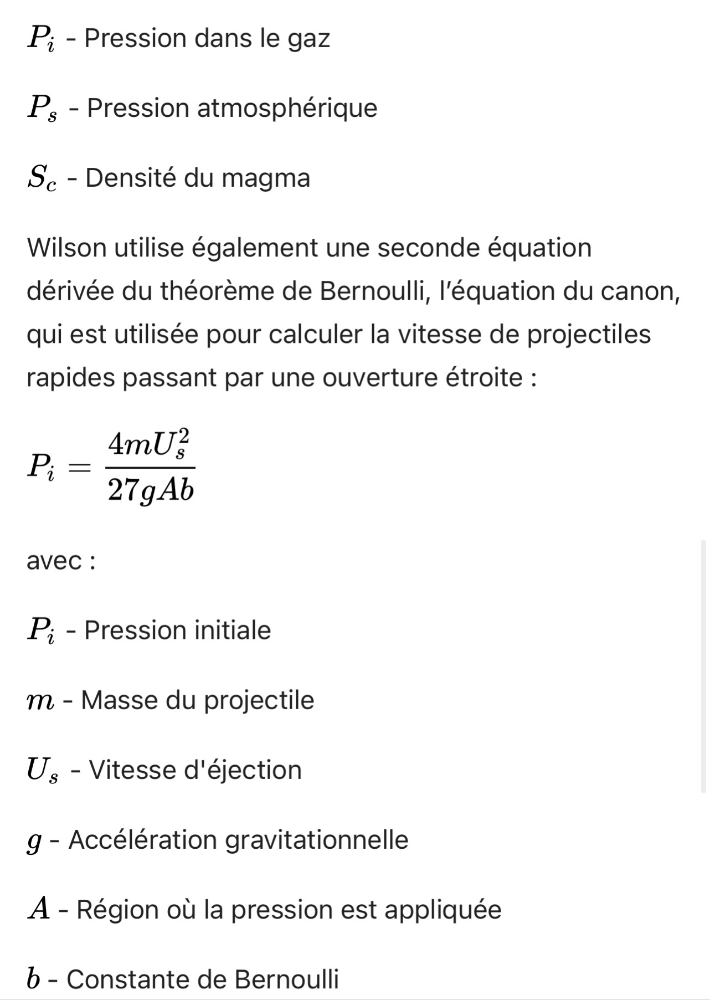 P_i - Pression dans le gaz
P_s - Pression atmosphérique
S_c - Densité du magma
Wilson utilise également une seconde équation
dérivée du théorème de Bernoulli, l’équation du canon,
qui est utilisée pour calculer la vitesse de projectiles
rapides passant par une ouverture étroite :
P_i = \frac{4mU_s^2}{27gAb}
avec :
P_i - Pression initiale
m - Masse du projectile
U_s - Vitesse d'éjection
g - Accélération gravitationnelle
A - Région où la pression est appliquée
b - Constante de Bernoulli